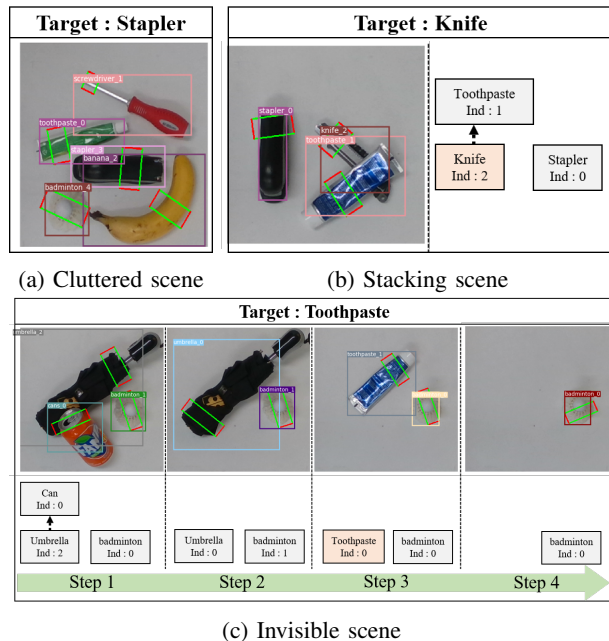 Target : Stapler
screwdriver_1
toothpaste_0
stapler_3
banana_2
badminton_4
(a) Cluttered scene
Target : Knife
stapler_0
knife_2
toothpaste_1
Toothpaste
Ind : 1
Knife
Ind : 2
Stapler
Ind : 0
(b) Stacking scene
Target : Toothpaste
umbrella_2
cans_0
badminton_1
umbrella_0
badminton_1
toothpaste_1
badminton_0
Can
Ind : 0
Umbrella
Ind : 2
badminton
Ind : 0
Umbrella
Ind : 0
badminton
Ind : 1
Toothpaste
Ind : 0
badminton
Ind : 0
badminton
Ind : 0
Step 1
Step 2
Step 3
Step 4
(c) Invisible scene